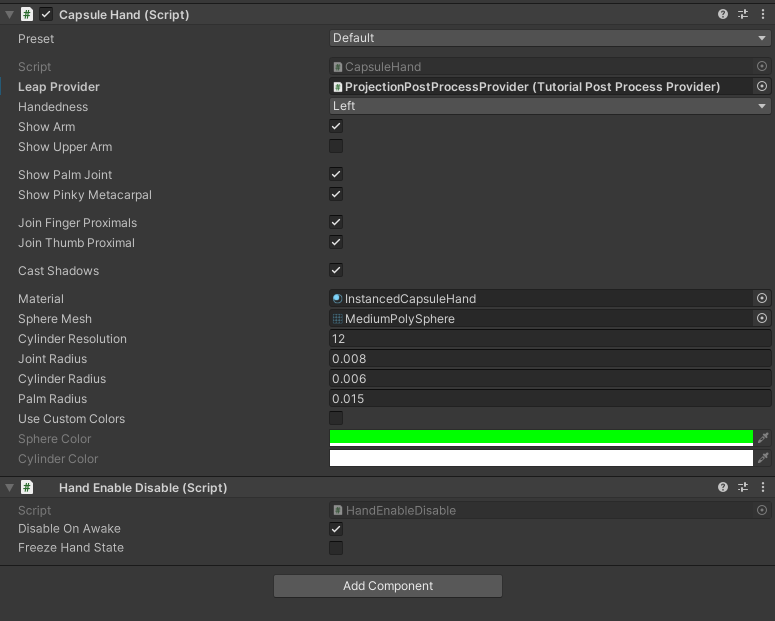 Capsule Hand (Script)
Preset Default
Script CapsuleHand
Leap Provider ProjectionPostProcessProvider (Tutorial Post Process Provider)
Handedness Left
Show Arm
Show Upper Arm
Show Palm Joint
Show Pinky Metacarpal
Join Finger Proximals
Join Thumb Proximal
Cast Shadows
Material InstancedCapsuleHand
Sphere Mesh MediumPolySphere
Cylinder Resolution 12
Joint Radius 0.008
Cylinder Radius 0.006
Palm Radius 0.015
Use Custom Colors
Sphere Color
Cylinder Color
Hand Enable Disable (Script)
Script HandEnableDisable
Disable On Awake
Freeze Hand State
Add Component